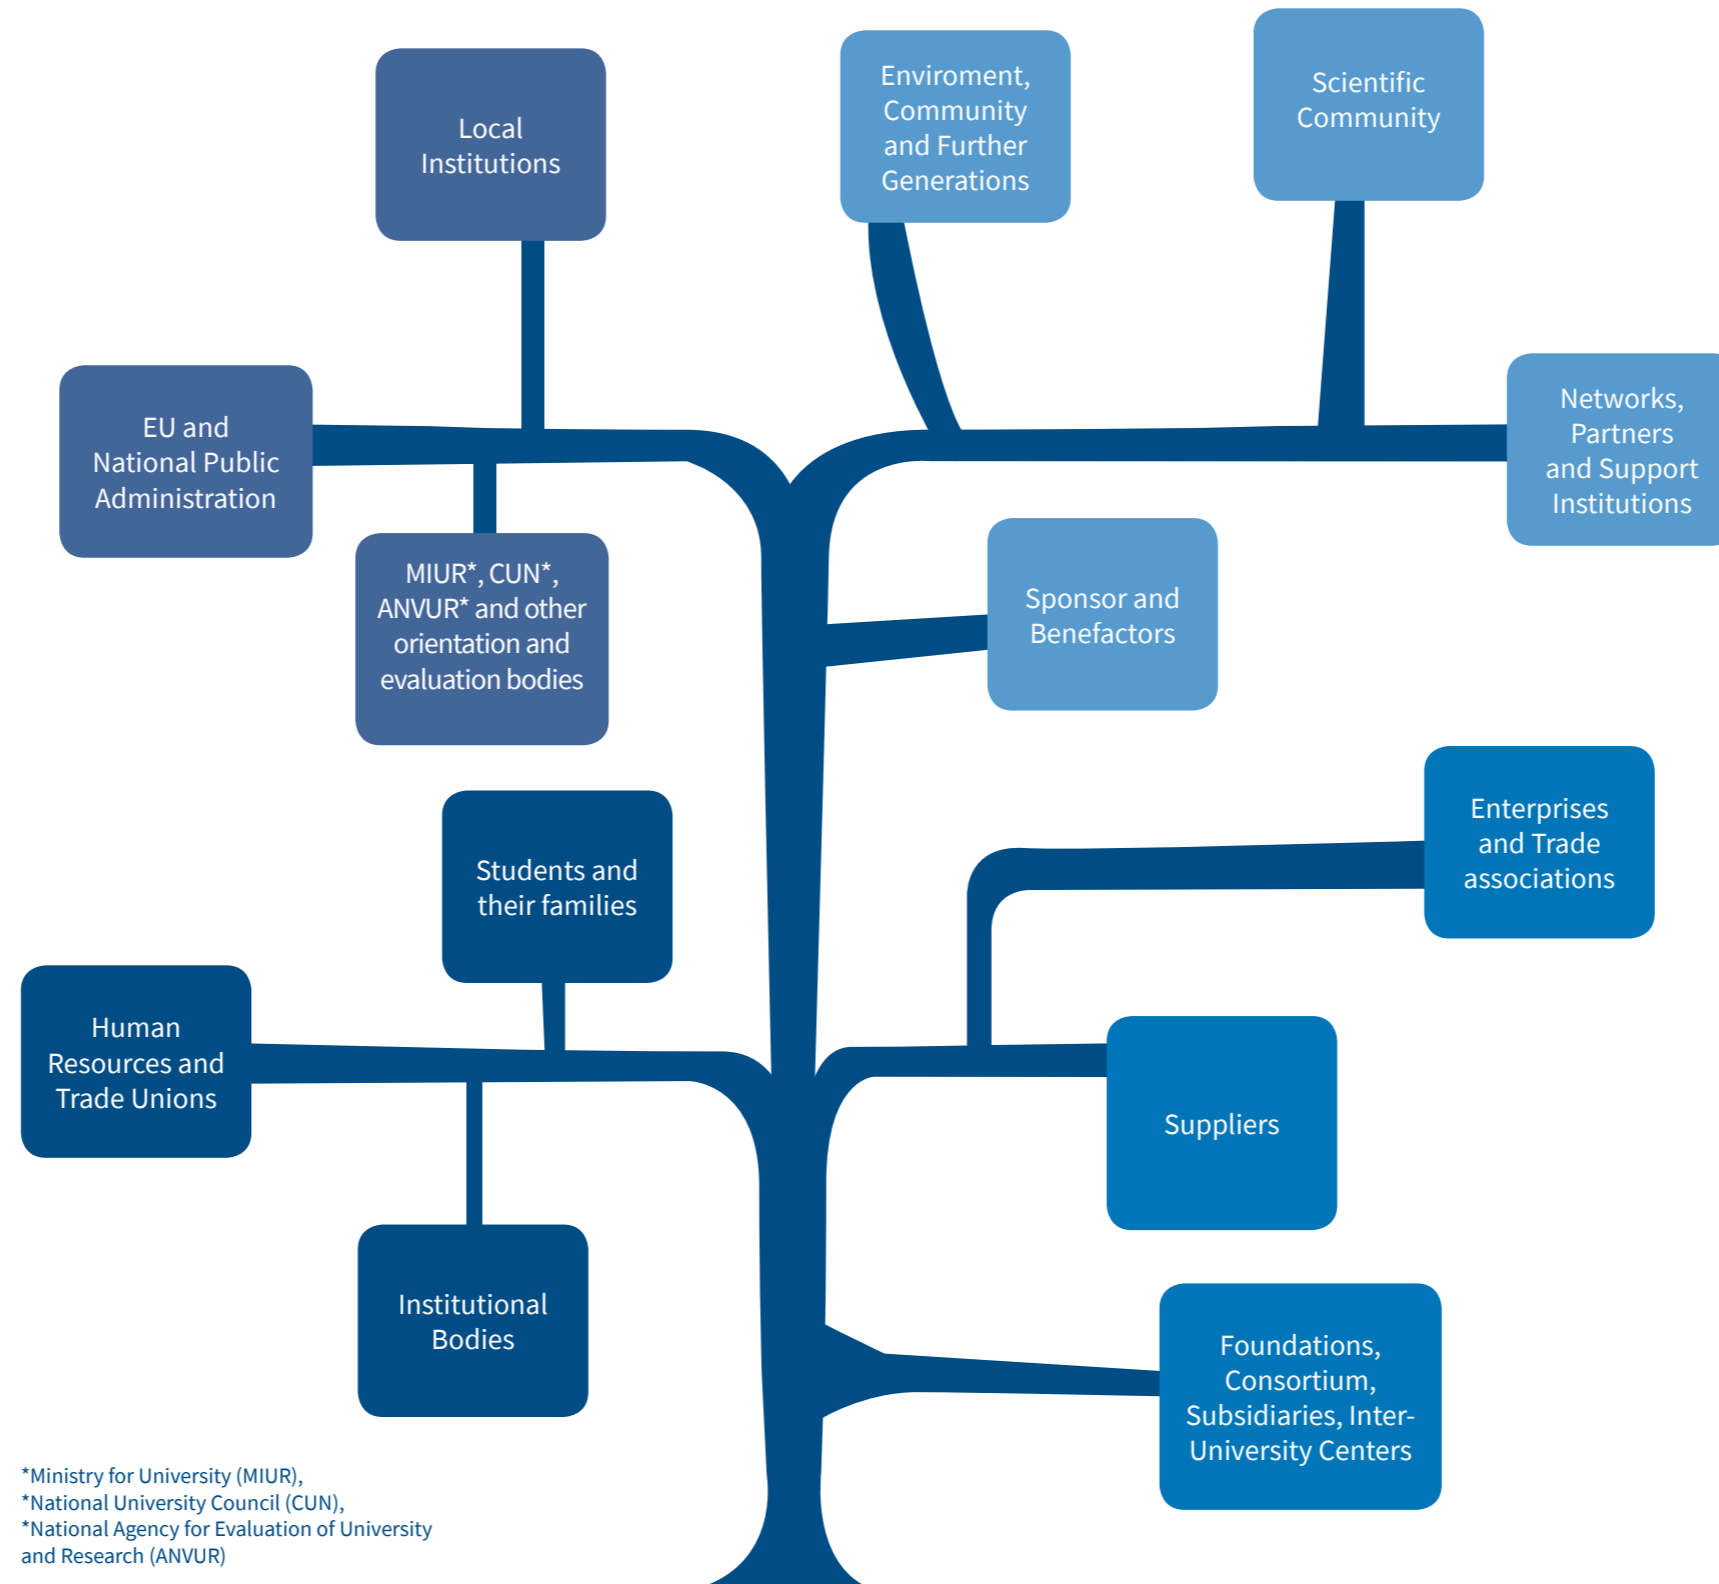 Local
Institutions
Enviroment,
Community
and Further
Generations
Scientific
Community
EU and
National Public
Administration
Networks,
Partners
and Support
Institutions
MIUR*, CUN*,
ANVUR* and other
orientation and
evaluation bodies
Sponsor and
Benefactors
Students and
their families
Enterprises
and Trade
associations
Human
Resources and
Trade Unions
Suppliers
Institutional
Bodies
Foundations,
Consortium,
Subsidiaries, Inter-
University Centers
*Ministry for University (MIUR),
*National University Council (CUN),
*National Agency for Evaluation of University
and Research (ANVUR)